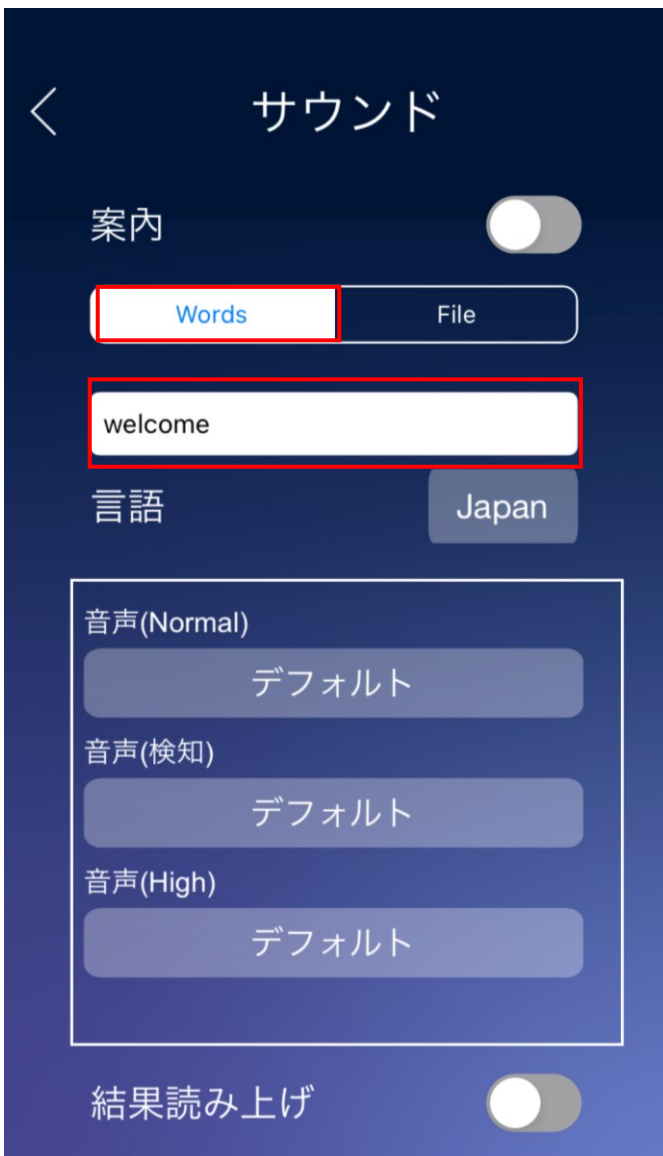 サウンド
案內
Words File
welcome
言語 Japan
音声(Normal)
デフォルト
音声(検知)
デフォルト
音声(High)
デフォルト
結果読み上げ